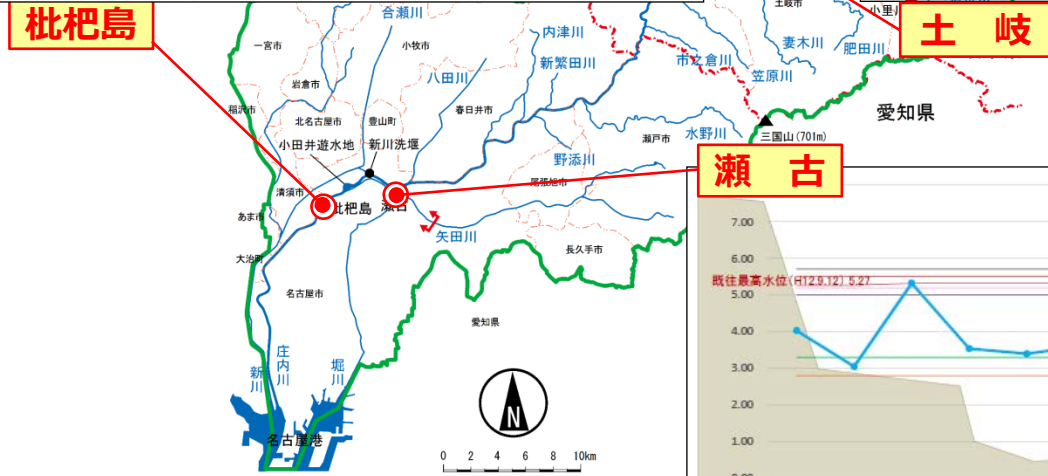 枇杷島
土　岐
瀬　古
合瀬川
内津川
新繁田川
八田川
市之倉川
妻木川
肥田川
笠原川
土岐市
小里川
一宮市
小牧市
岩倉市
稲沢市
北名古屋市
豊山町
春日井市
小田井遊水地
新川洗堰
野添川
瀬戸市
水野川
三国山(701m)
愛知県
清須市
枇杷島
瀬古
尾張旭市
あま市
矢田川
大治町
長久手市
名古屋市
愛知県
新川
庄内川
堀川
名古屋港
N
0 2 4 6 8 10km
既往最高水位(H12.9.12) 5.27
7.00
6.00
5.00
4.00
3.00
2.00
1.00